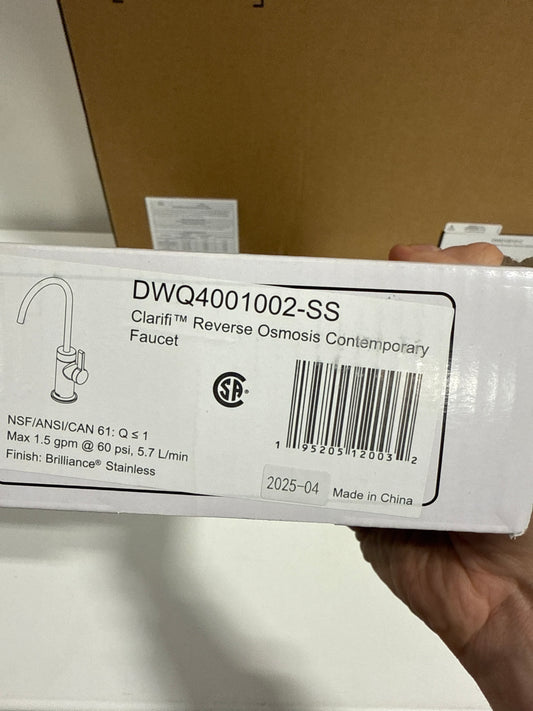 DWQ4001002-SS
Clarifi™ Reverse Osmosis Contemporary
Faucet
SA®
NSF/ANSI/CAN 61: Q ≤ 1
Max 1.5 gpm @ 60 psi, 5.7 L/min
Finish: Brilliance® Stainless
1 95205 12003 2
2025-04
Made in China